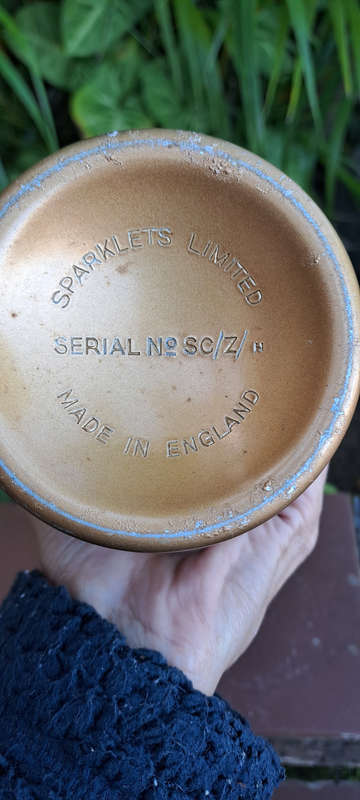 SPARKLETS LIMITED
SERIAL Nº SC/Z/ H
MADE IN ENGLAND